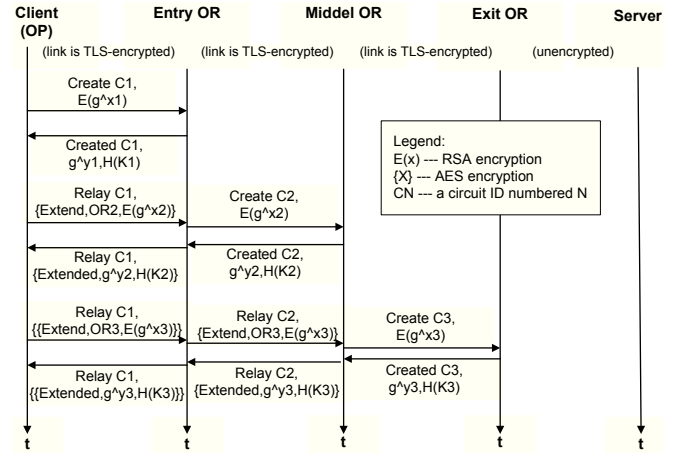 Client
(OP)
Entry OR
Middel OR
Exit OR
Server
(link is TLS-encrypted)
(link is TLS-encrypted)
(link is TLS-encrypted)
(unencrypted)
Create C1,
E(g^x1)
Created C1,
g^y1,H(K1)
Legend:
E(x) --- RSA encryption
{X} --- AES encryption
CN --- a circuit ID numbered N
Relay C1,
{Extend,OR2,E(g^x2)}
Create C2,
E(g^x2)
Relay C1,
{Extended,g^y2,H(K2)}
Created C2,
g^y2,H(K2)
Relay C1,
{{Extend,OR3,E(g^x3)}}
Relay C2,
{Extend,OR3,E(g^x3)}
Create C3,
E(g^x3)
Relay C1,
{{Extended,g^y3,H(K3)}}
Relay C2,
{Extended,g^y3,H(K3)}
Created C3,
g^y3,H(K3)
t
t
t
t
t